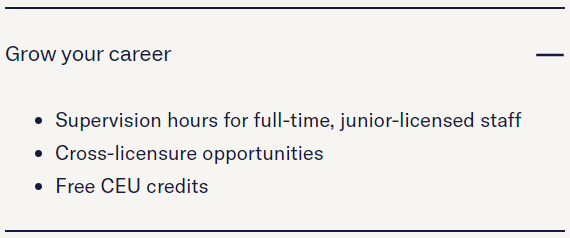 Grow your career
• Supervision hours for full-time, junior-licensed staff
• Cross-licensure opportunities
• Free CEU credits